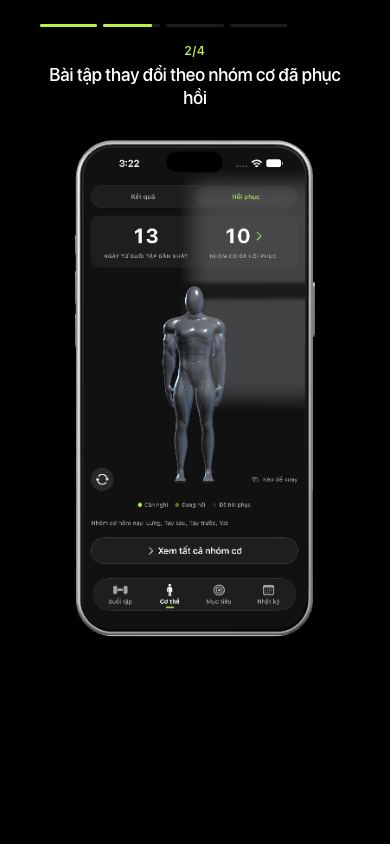 2/4
Bài tập thay đổi theo nhóm cơ đã phục
hồi
3:22
Kết quả
Hồi phục
13
10
NGÀY TỪ BUỔI TẬP GẦN NHẤT
NHÓM CƠ ĐÃ HỒI PHỤC
Kéo để xoay
Cần nghỉ
Đang hồi
Đã hồi phục
Nhóm cơ hôm nay: Lưng, Tay sau, Tay trước, Vai
Xem tất cả nhóm cơ
Buổi tập
Cơ thể
Mục tiêu
Nhật ký